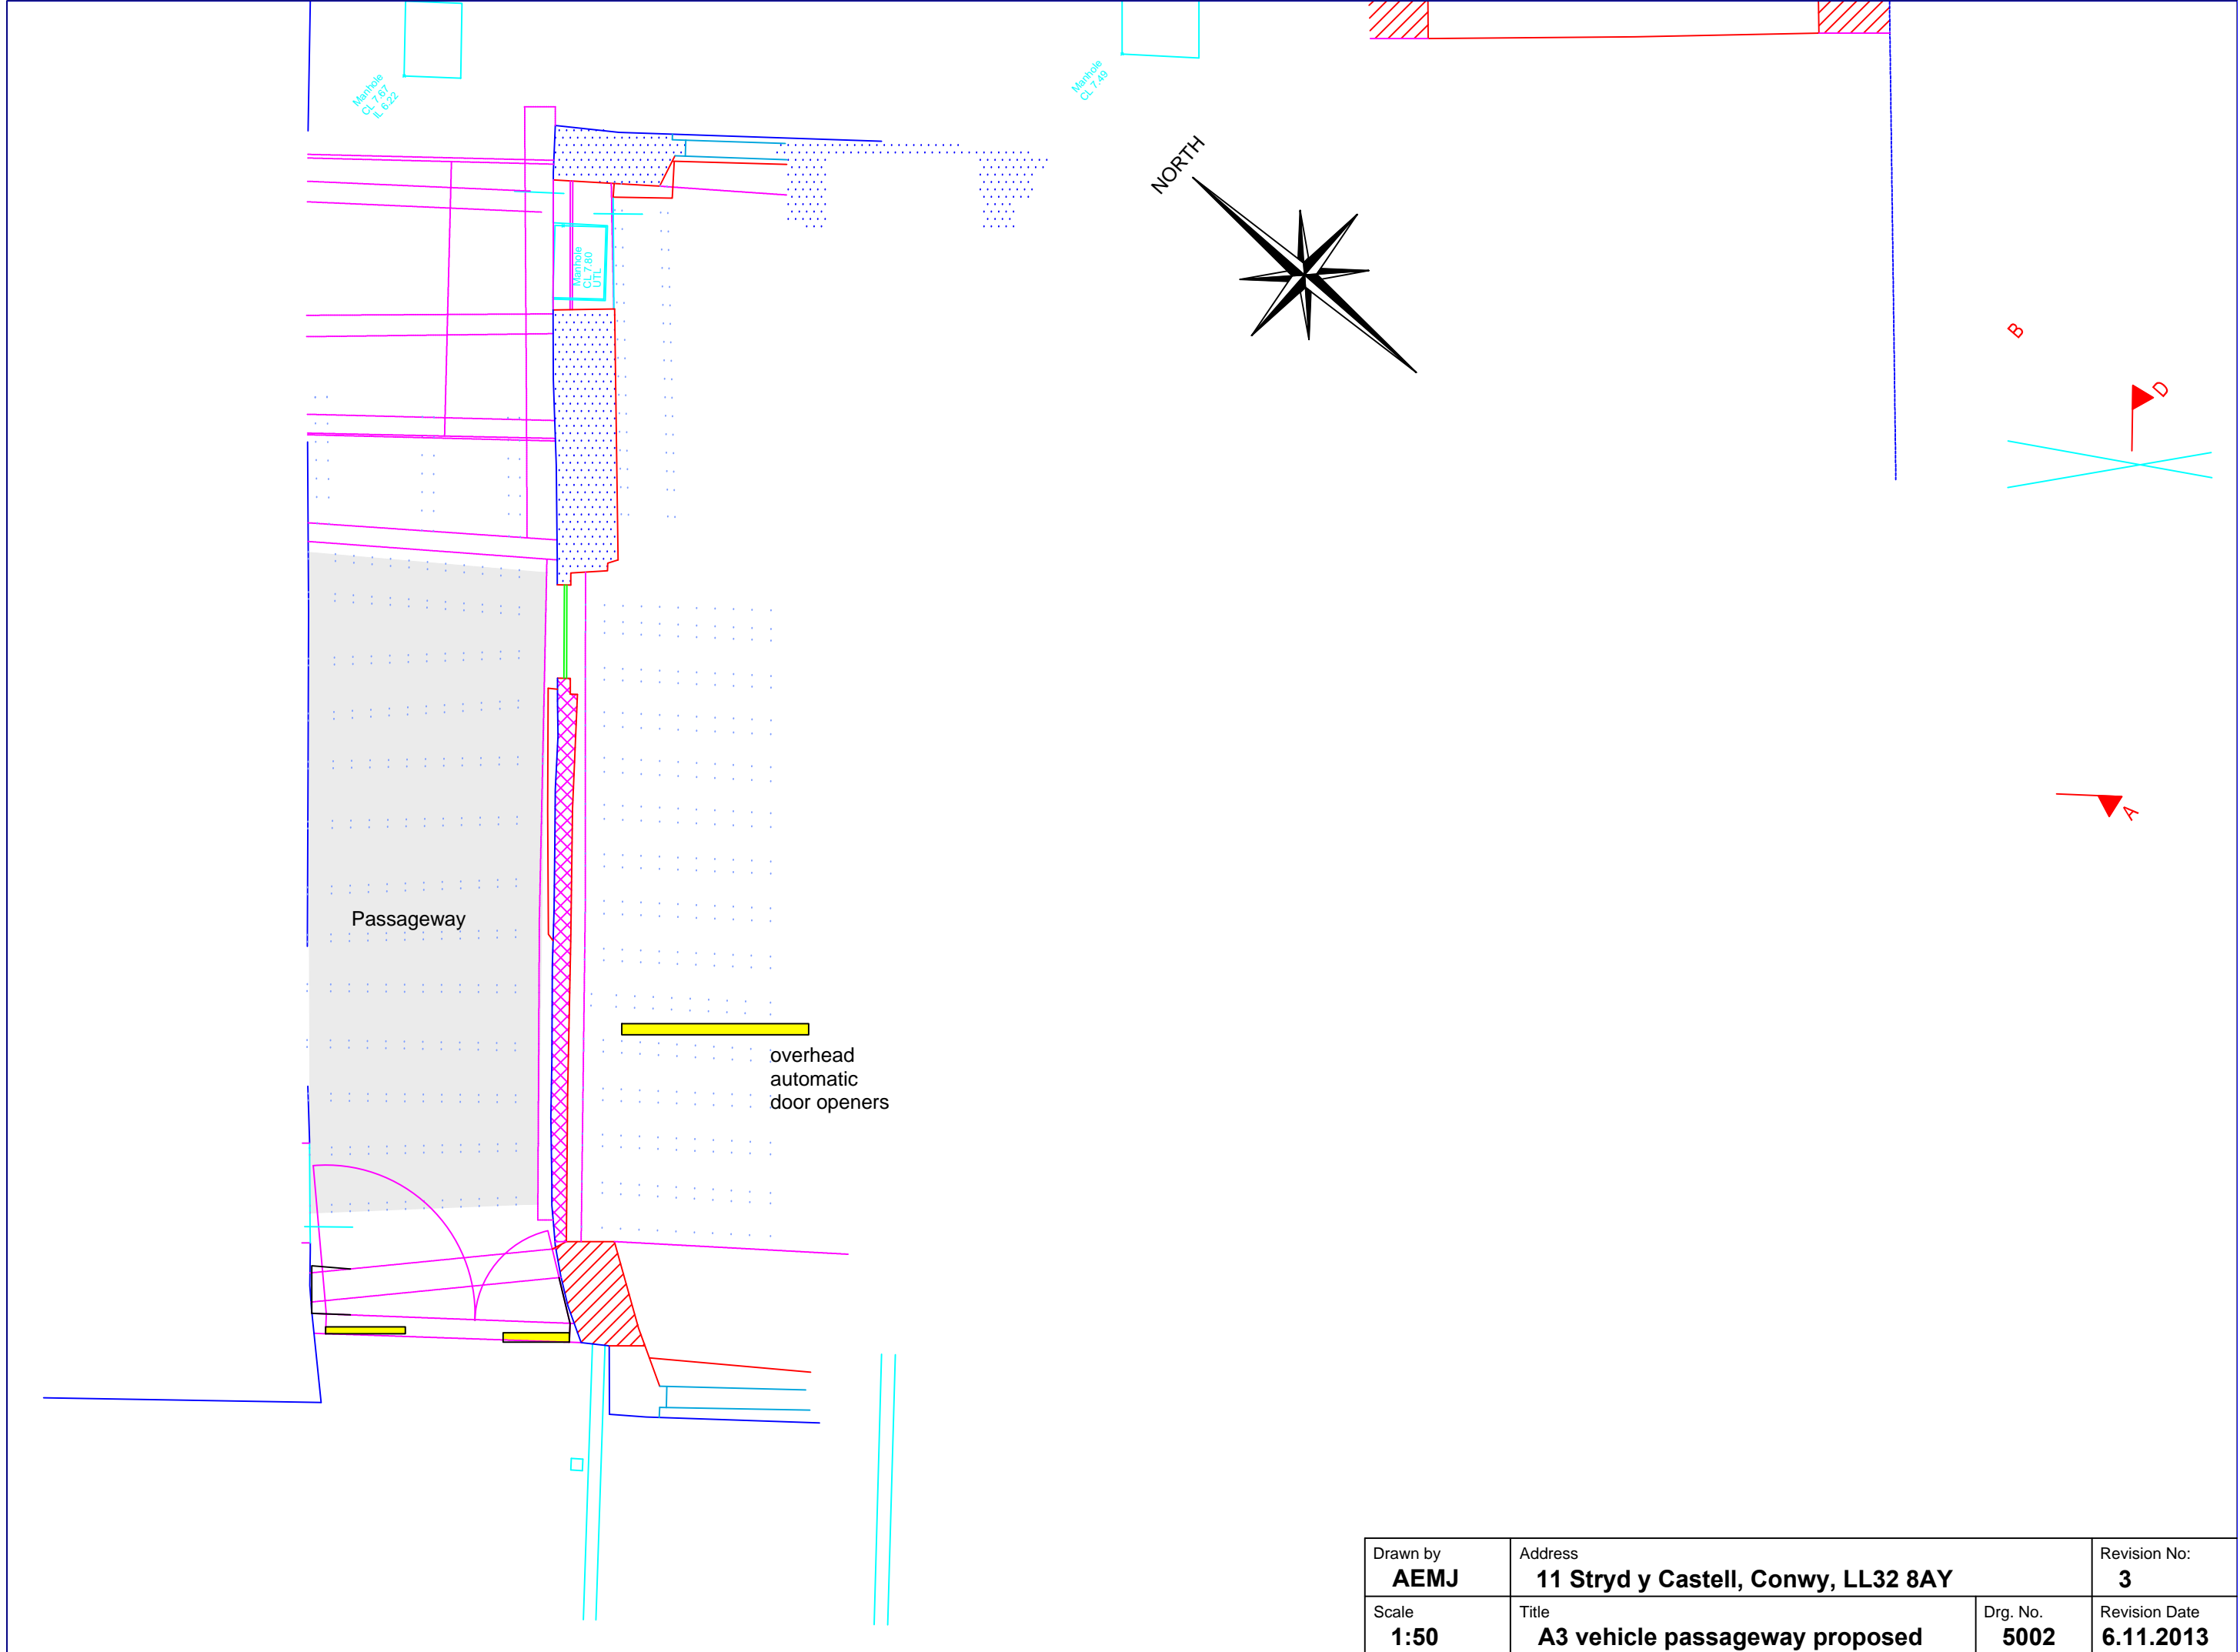 Manhole
CL 7.67
IL 6.22
Manhole
CL 7.49
NORTH
Manhole
CL 7.80
UTL
B
D
A
Passageway
overhead
automatic
door openers
Drawn by
AEMJ
Address
11 Stryd y Castell, Conwy, LL32 8AY
Revision No:
3
Scale
1:50
Title
A3 vehicle passageway proposed
Drg. No.
5002
Revision Date
6.11.2013